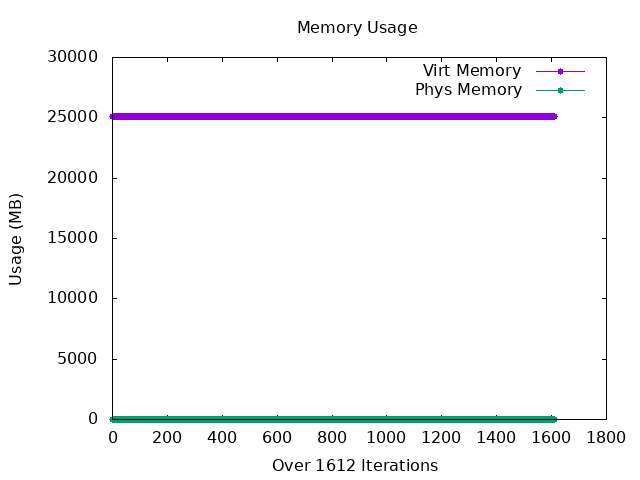 Memory Usage
30000
Virt Memory
Phys Memory
25000
20000
15000
10000
5000
0
Usage (MB)
0 200 400 600 800 1000 1200 1400 1600 1800
Over 1612 Iterations